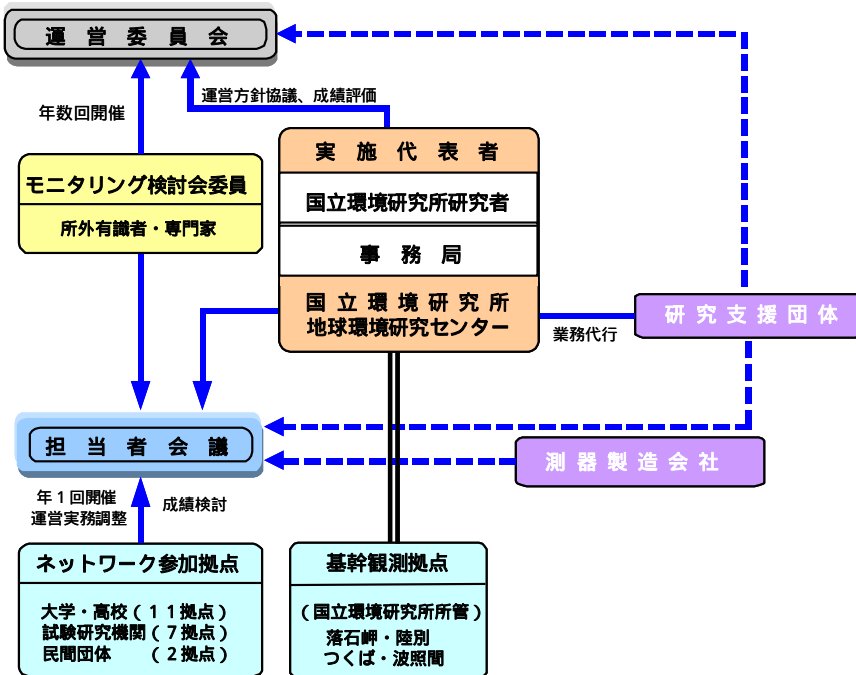 運営委員会
年数回開催
運営方針協議、成績評価
モニタリング検討会委員
所外有識者・専門家
実施代表者
国立環境研究所研究者
事務局
国立環境研究所
地球環境研究センター
業務代行
研究支援団体
担当者会議
測器製造会社
年1回開催
運営実務調整
成績検討
ネットワーク参加拠点
大学・高校(11拠点)
試験研究機関(7拠点)
民間団体 (2拠点)
基幹観測拠点
(国立環境研究所所管)
落石岬・陸別
つくば・波照間